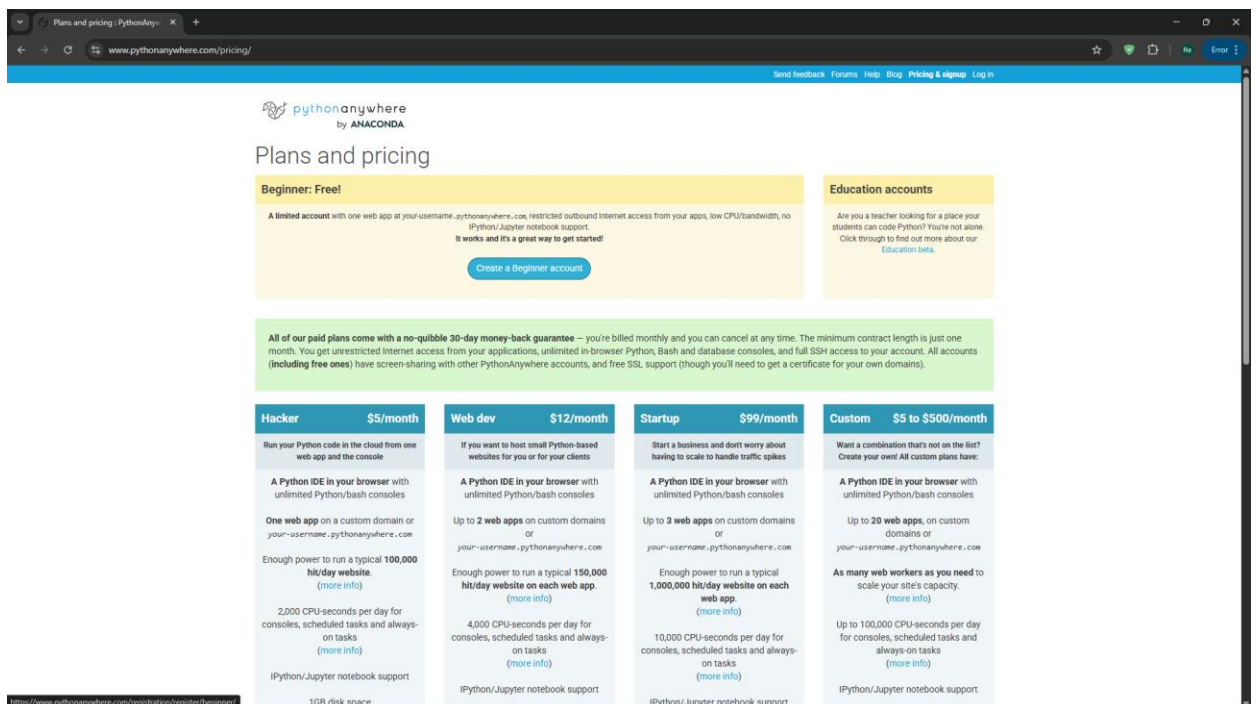 Plans and pricing : PythonAnyw
www.pythonanywhere.com/pricing/
Re
Error
Send feedback Forums Help Blog Pricing & signup Log in
pythonanywhere
by ANACONDA
Plans and pricing
Beginner: Free!
A limited account with one web app at your-username.pythonanywhere.com, restricted outbound Internet access from your apps, low CPU/bandwidth, no
IPython/Jupyter notebook support.
It works and it's a great way to get started!
Create a Beginner account
Education accounts
Are you a teacher looking for a place your
students can code Python? You're not alone.
Click through to find out more about our
Education beta.
All of our paid plans come with a no-quibble 30-day money-back guarantee — you're billed monthly and you can cancel at any time. The minimum contract length is just one
month. You get unrestricted Internet access from your applications, unlimited in-browser Python, Bash and database consoles, and full SSH access to your account. All accounts
(including free ones) have screen-sharing with other PythonAnywhere accounts, and free SSL support (though you'll need to get a certificate for your own domains).
Hacker $5/month
Run your Python code in the cloud from one
web app and the console
A Python IDE in your browser with
unlimited Python/bash consoles
One web app on a custom domain or
your-username.pythonanywhere.com
Enough power to run a typical 100,000
hit/day website.
(more info)
2,000 CPU-seconds per day for
consoles, scheduled tasks and always-
on tasks
(more info)
IPython/Jupyter notebook support
1GB disk space
Web dev $12/month
If you want to host small Python-based
websites for you or for your clients
A Python IDE in your browser with
unlimited Python/bash consoles
Up to 2 web apps on custom domains
or
your-username.pythonanywhere.com
Enough power to run a typical 150,000
hit/day website on each web app.
(more info)
4,000 CPU-seconds per day for
consoles, scheduled tasks and always-
on tasks
(more info)
IPython/Jupyter notebook support
Startup $99/month
Start a business and don't worry about
having to scale to handle traffic spikes
A Python IDE in your browser with
unlimited Python/bash consoles
Up to 3 web apps on custom domains
or
your-username.pythonanywhere.com
Enough power to run a typical
1,000,000 hit/day website on each
web app.
(more info)
10,000 CPU-seconds per day for
consoles, scheduled tasks and always-
on tasks
(more info)
IPython/Jupyter notebook support
Custom $5 to $500/month
Want a combination that's not on the list?
Create your own! All custom plans have:
A Python IDE in your browser with
unlimited Python/bash consoles
Up to 20 web apps, on custom
domains or
your-username.pythonanywhere.com
As many web workers as you need to
scale your site's capacity.
(more info)
Up to 100,000 CPU-seconds per day
for consoles, scheduled tasks and
always-on tasks
(more info)
IPython/Jupyter notebook support
https://www.pythonanywhere.com/registration/register/beginner/